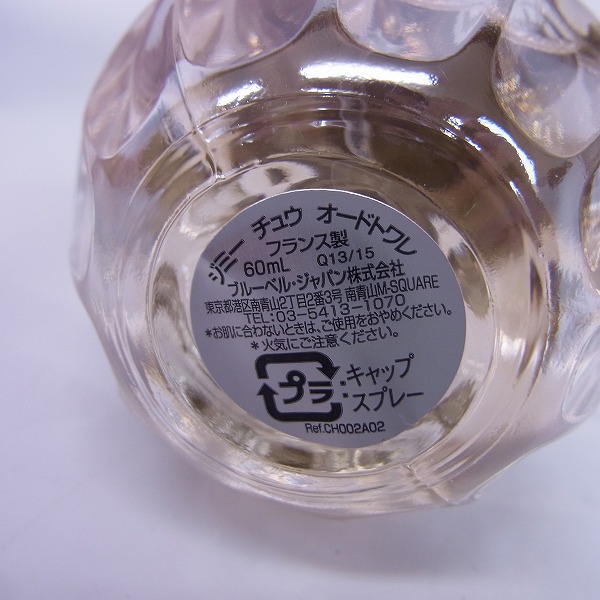 ジミー チュウ オードトワレ
フランス製
60mL Q13/15
ブルーベル・ジャパン株式会社
東京都港区南青山2丁目2番3号 南青山M-SQUARE
TEL:03-5413-1070
*お肌に合わないときは、ご使用をおやめください。
*火気にご注意ください。
プラ :キャップ
:スプレー
Ref.CH002A02